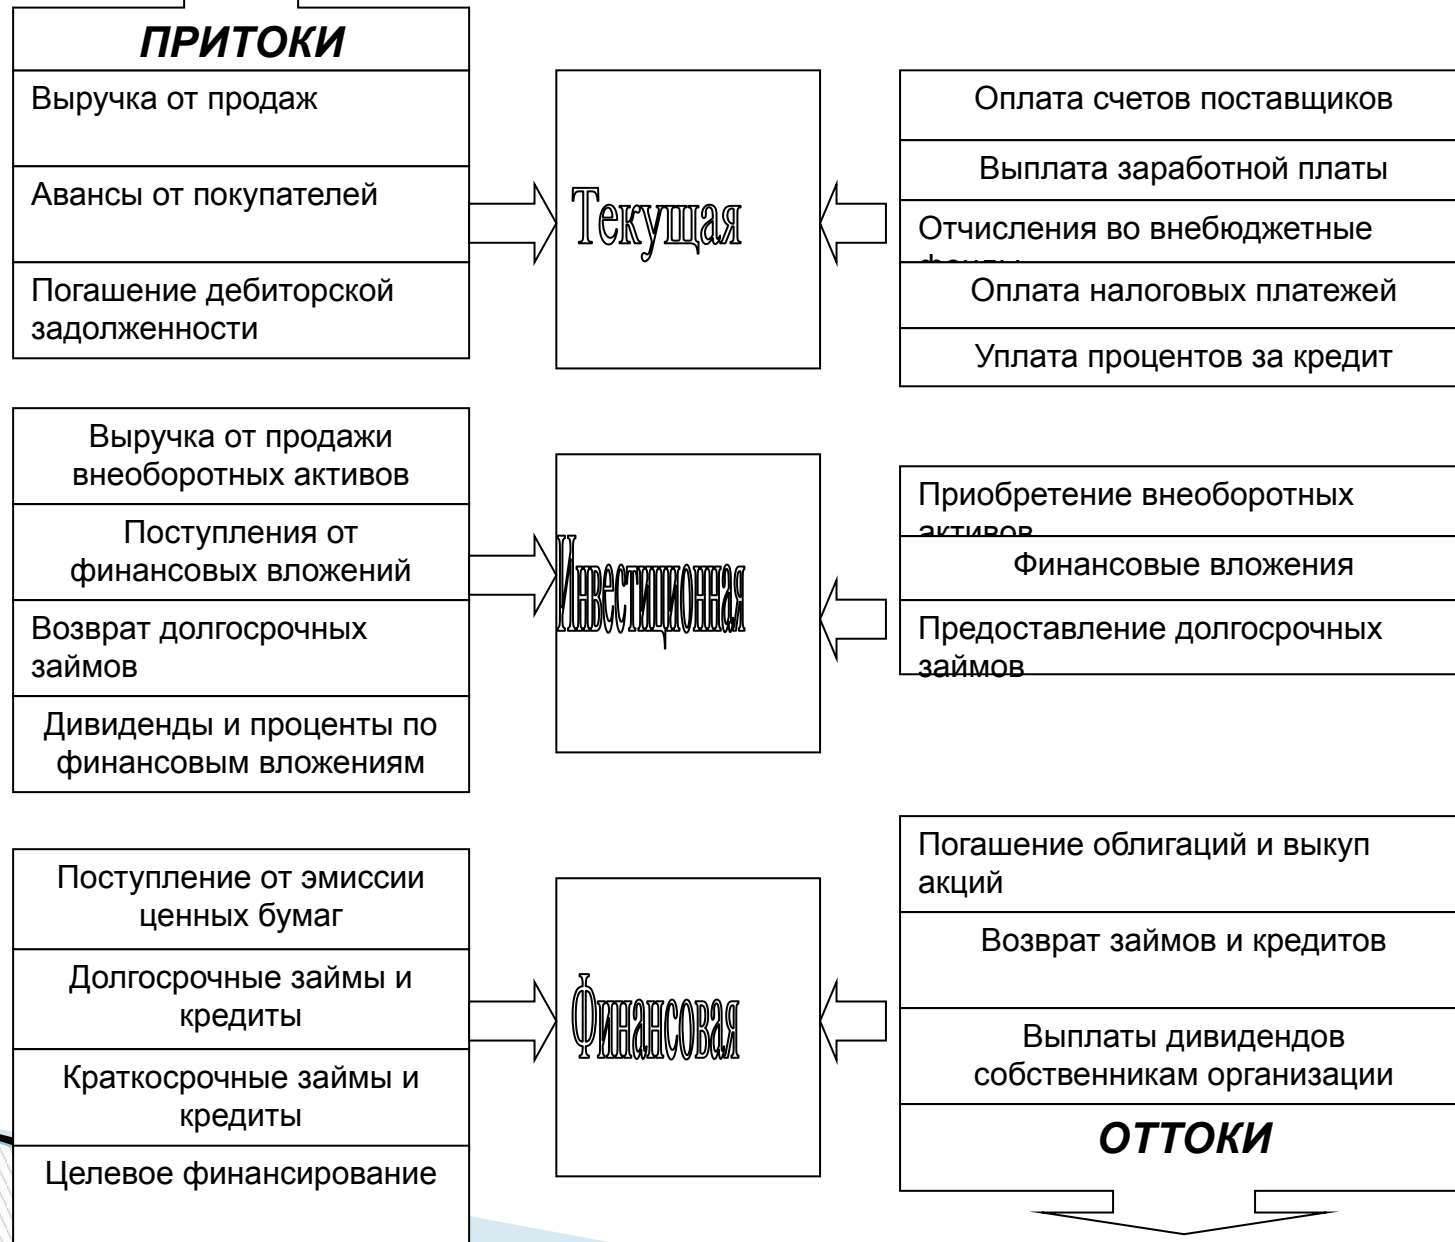 ПРИТОКИ
Выручка от продаж
Авансы от покупателей
Погашение дебиторской
задолженности
Текущая
Оплата счетов поставщиков
Выплата заработной платы
Отчисления во внебюджетные
Оплата налоговых платежей
Уплата процентов за кредит
Выручка от продажи
внеоборотных активов
Поступления от
финансовых вложений
Возврат долгосрочных
займов
Дивиденды и проценты по
финансовым вложениям
Инвестиционная
Приобретение внеоборотных
активов
Финансовые вложения
Предоставление долгосрочных
займов
Поступление от эмиссии
ценных бумаг
Долгосрочные займы и
кредиты
Краткосрочные займы и
кредиты
Целевое финансирование
Финансовая
Погашение облигаций и выкуп
акций
Возврат займов и кредитов
Выплаты дивидендов
собственникам организации
ОТТОКИ